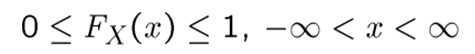 0 ≤ F_X(x) ≤ 1, −∞ < x < ∞